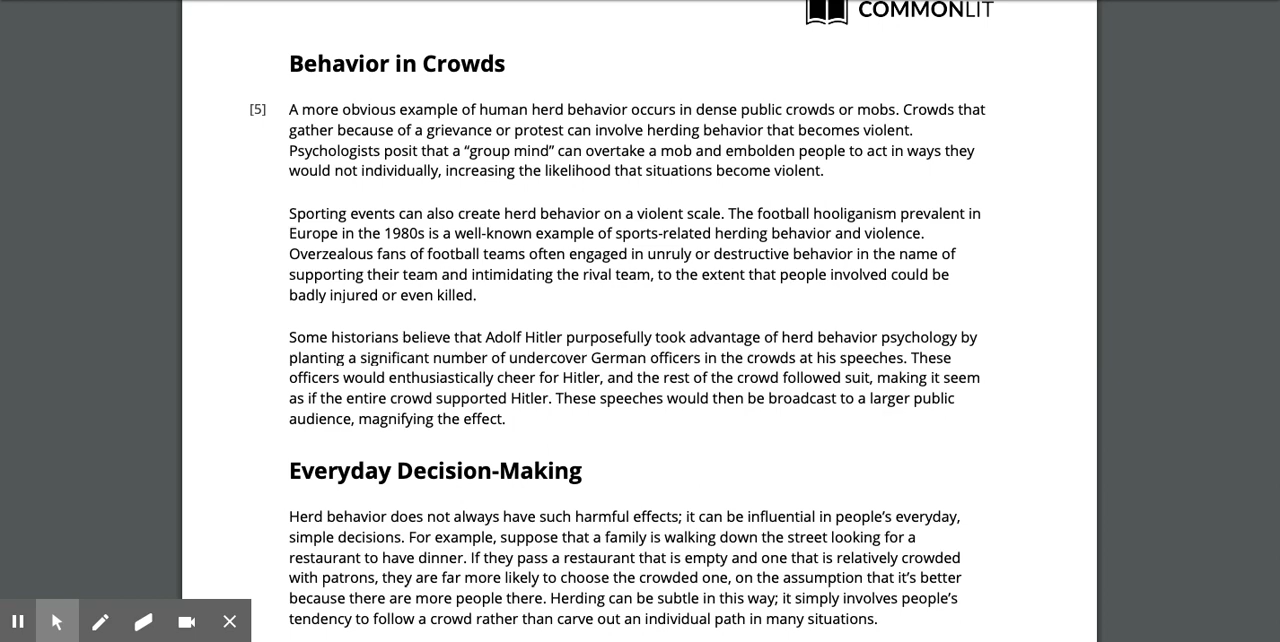 COMMONLIT
Behavior in Crowds
[5] A more obvious example of human herd behavior occurs in dense public crowds or mobs. Crowds that
gather because of a grievance or protest can involve herding behavior that becomes violent.
Psychologists posit that a “group mind” can overtake a mob and embolden people to act in ways they
would not individually, increasing the likelihood that situations become violent.
Sporting events can also create herd behavior on a violent scale. The football hooliganism prevalent in
Europe in the 1980s is a well-known example of sports-related herding behavior and violence.
Overzealous fans of football teams often engaged in unruly or destructive behavior in the name of
supporting their team and intimidating the rival team, to the extent that people involved could be
badly injured or even killed.
Some historians believe that Adolf Hitler purposefully took advantage of herd behavior psychology by
planting a significant number of undercover German officers in the crowds at his speeches. These
officers would enthusiastically cheer for Hitler, and the rest of the crowd followed suit, making it seem
as if the entire crowd supported Hitler. These speeches would then be broadcast to a larger public
audience, magnifying the effect.
Everyday Decision-Making
Herd behavior does not always have such harmful effects; it can be influential in people’s everyday,
simple decisions. For example, suppose that a family is walking down the street looking for a
restaurant to have dinner. If they pass a restaurant that is empty and one that is relatively crowded
with patrons, they are far more likely to choose the crowded one, on the assumption that it’s better
because there are more people there. Herding can be subtle in this way; it simply involves people’s
tendency to follow a crowd rather than carve out an individual path in many situations.